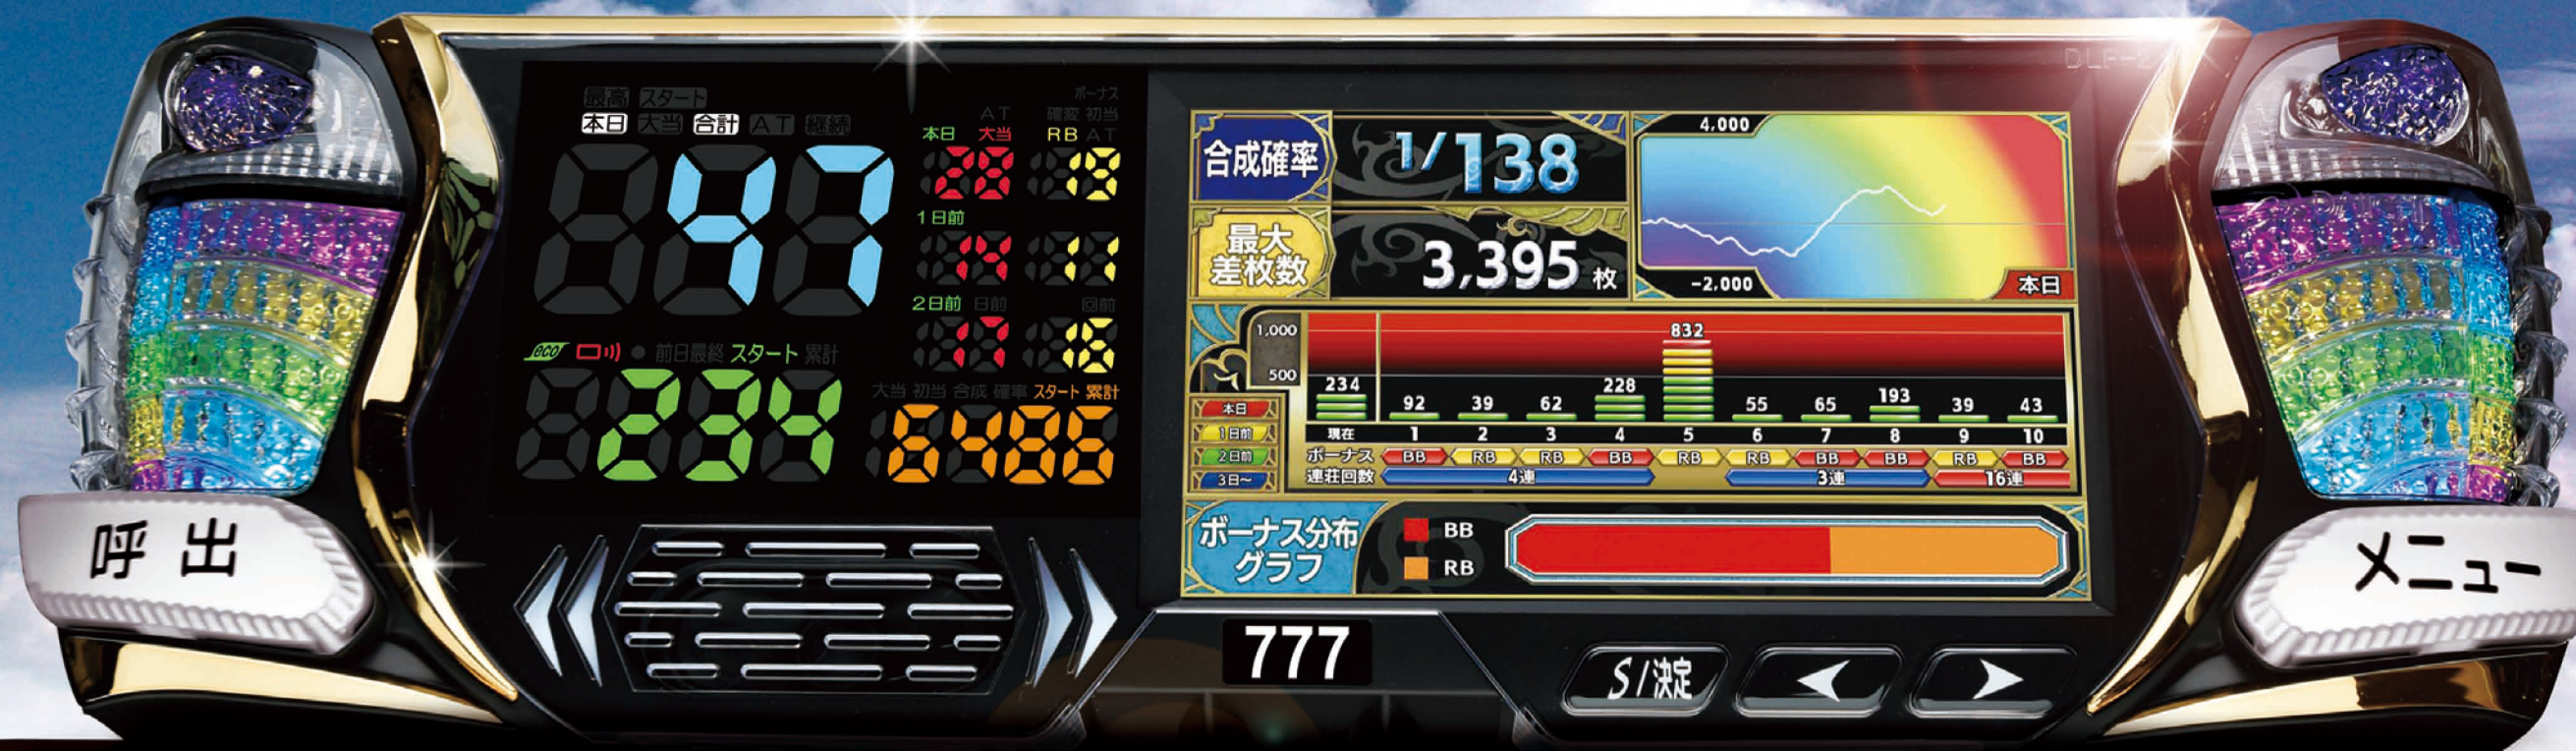 最高 スタート
本日 大当 合計 AT 継続
47
eco 前日最終 スタート 累計
234
ボーナス
AT 確変 初当
本日 大当 RB AT
28 19
1日前
14 11
2日前 日前 回前
17 16
大当 初当 合成 確率 スタート 累計
6486
合成確率 1/138
最大差枚数 3,395 枚
4,000
-2,000
本日
1,000
500
234 92 39 62 228 832 55 65 193 39 43
現在 1 2 3 4 5 6 7 8 9 10
本日
1日前
2日前
3日~
ボーナス BB RB RB BB RB RB BB BB RB BB
連荘回数 4連 3連 16連
ボーナス分布
グラフ
BB
RB
呼出
777
S/決定
メニュー